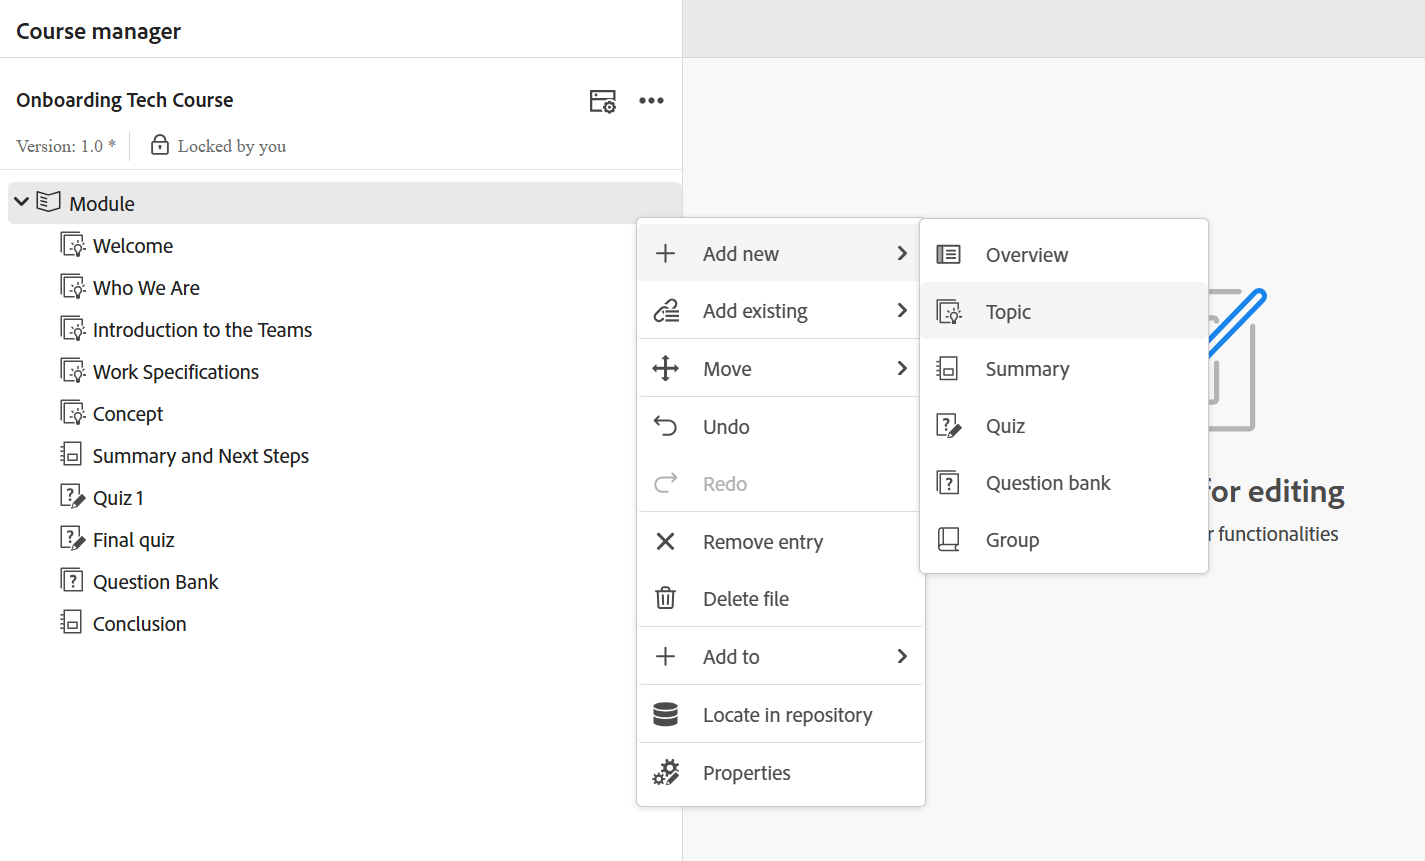 Course manager
Onboarding Tech Course
Version: 1.0 *
Locked by you
Module
Welcome
Who We Are
Introduction to the Teams
Work Specifications
Concept
Summary and Next Steps
Quiz 1
Final quiz
Question Bank
Conclusion
Add new
Add existing
Move
Undo
Redo
Remove entry
Delete file
Add to
Locate in repository
Properties
Overview
Topic
Summary
Quiz
Question bank
Group
for editing
functionalities